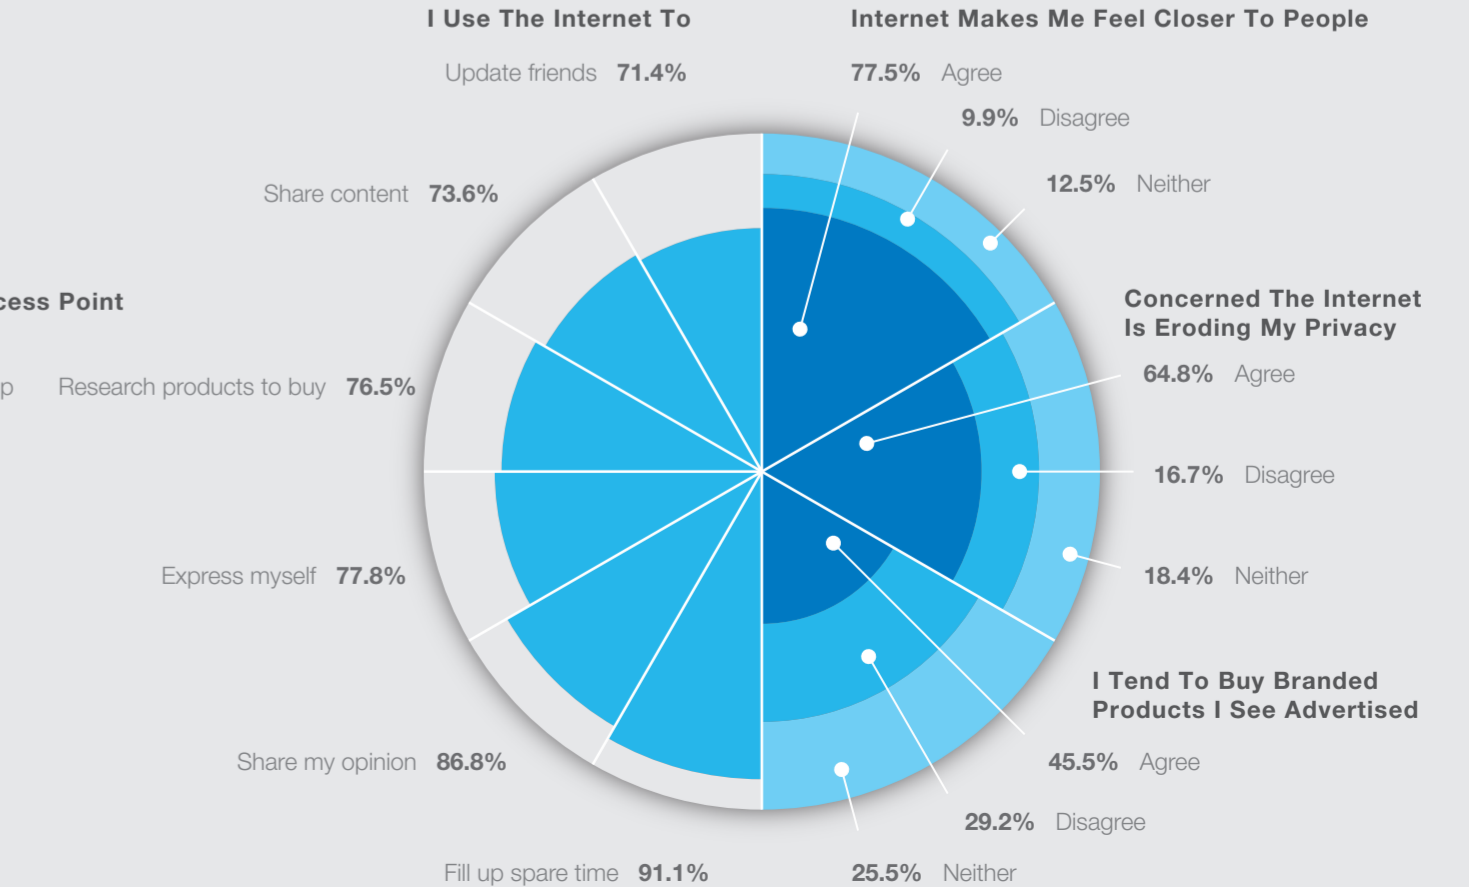 I Use The Internet To
Update friends 71.4%
Share content 73.6%
cess Point
p
Research products to buy 76.5%
Express myself 77.8%
Share my opinion 86.8%
Fill up spare time 91.1%
Internet Makes Me Feel Closer To People
77.5% Agree
9.9% Disagree
12.5% Neither
Concerned The Internet
Is Eroding My Privacy
64.8% Agree
16.7% Disagree
18.4% Neither
I Tend To Buy Branded
Products I See Advertised
45.5% Agree
29.2% Disagree
25.5% Neither